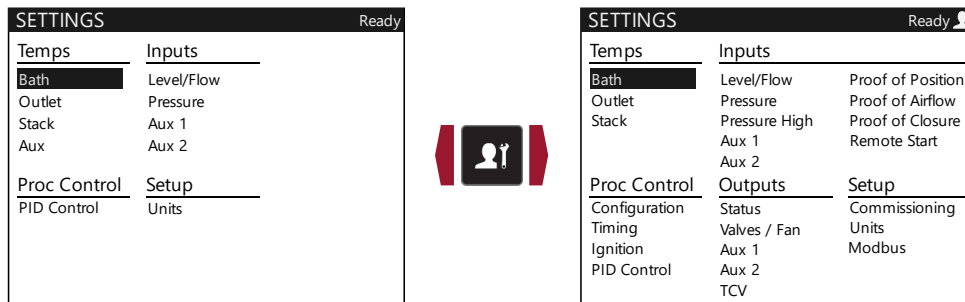 SETTINGS Ready
Temps Inputs
Bath Level/Flow
Outlet Pressure
Stack Aux 1
Aux Aux 2
Proc Control Setup
PID Control Units
SETTINGS Ready
Temps Inputs
Bath Level/Flow Proof of Position
Outlet Pressure Proof of Airflow
Stack Pressure High Proof of Closure
Aux 1 Remote Start
Aux 2
Proc Control Outputs Setup
Configuration Status Commissioning
Timing Valves / Fan Units
Ignition Aux 1 Modbus
PID Control Aux 2
TCV